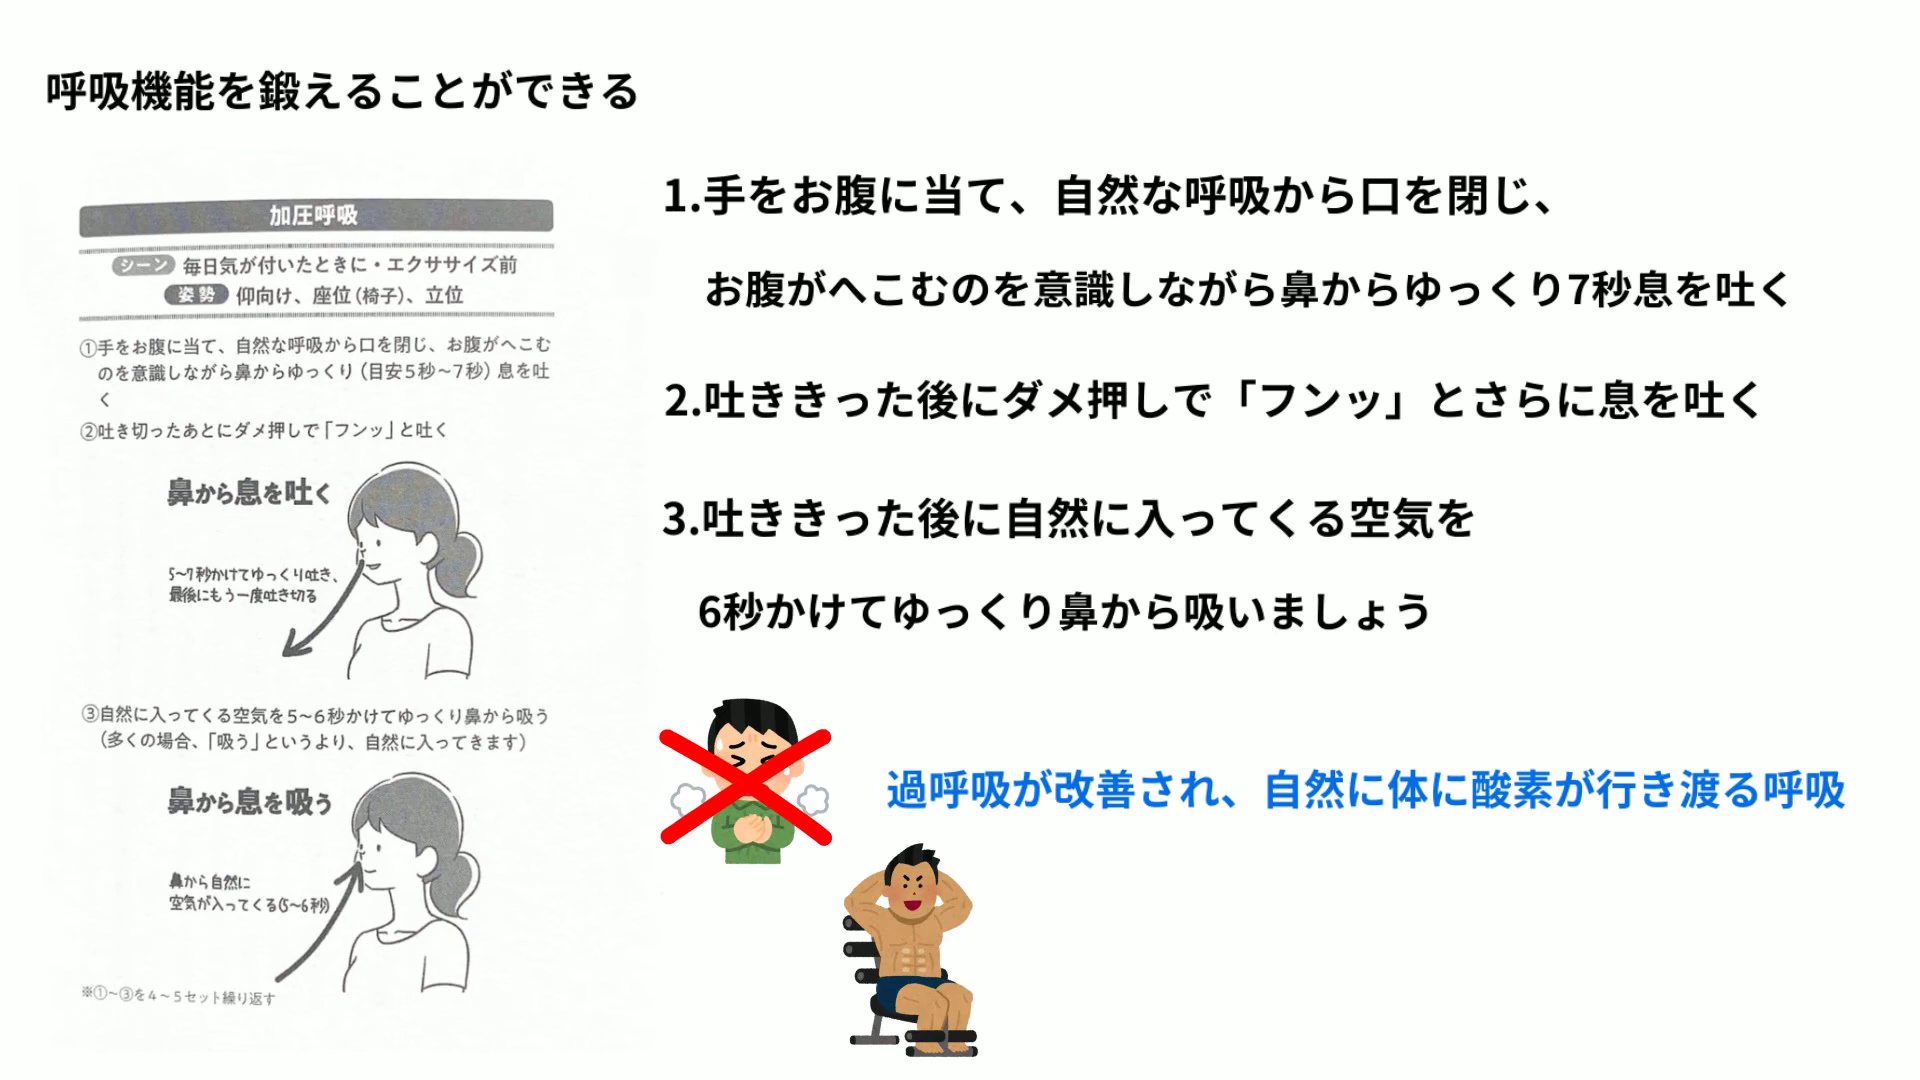 呼吸機能を鍛えることができる
加圧呼吸
シーン 毎日気が付いたときに・エクササイズ前
姿勢 仰向け、座位(椅子)、立位
①手をお腹に当て、自然な呼吸から口を閉じ、お腹がへこむ
のを意識しながら鼻からゆっくり(目安5秒～7秒)息を吐
く
②吐き切ったあとにダメ押しで「フンッ」と吐く
鼻から息を吐く
5～7秒かけてゆっくり吐き、
最後にもう一度吐き切る
③自然に入ってくる空気を5～6秒かけてゆっくり鼻から吸う
(多くの場合、「吸う」というより、自然に入ってきます)
鼻から息を吸う
鼻から自然に
空気が入ってくる(5～6秒)
※①～③を4～5セット繰り返す
1.手をお腹に当て、自然な呼吸から口を閉じ、
お腹がへこむのを意識しながら鼻からゆっくり7秒息を吐く
2.吐ききった後にダメ押しで「フンッ」とさらに息を吐く
3.吐ききった後に自然に入ってくる空気を
6秒かけてゆっくり鼻から吸いましょう
過呼吸が改善され、自然に体に酸素が行き渡る呼吸